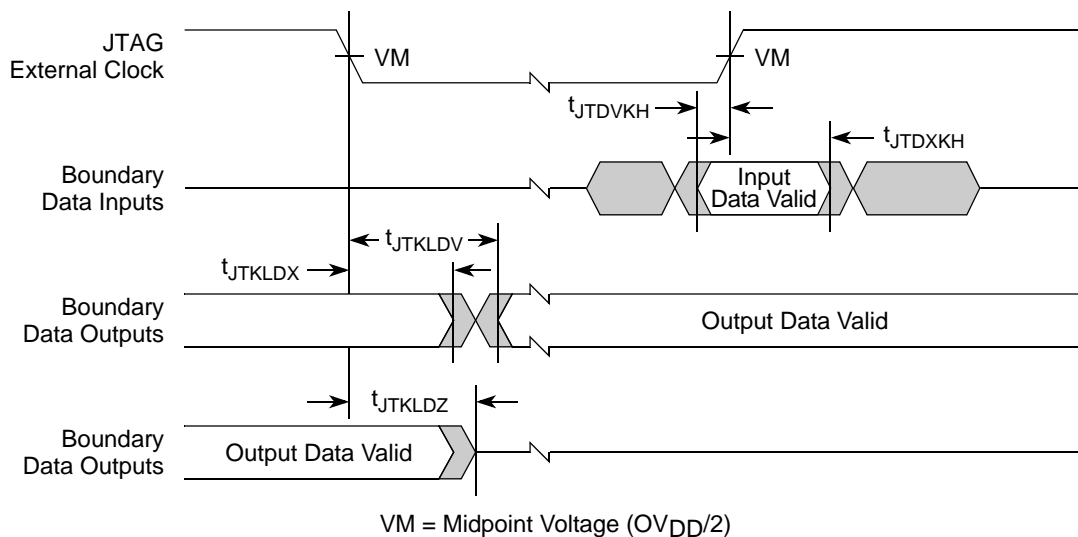 JTAG
External Clock
VM
VM
tJTDVKH
tJTDXKH
Boundary
Data Inputs
Input
Data Valid
tJTKLDV
tJTKLDX
Boundary
Data Outputs
Output Data Valid
tJTKLDZ
Boundary
Data Outputs
Output Data Valid
VM = Midpoint Voltage (OVDD/2)